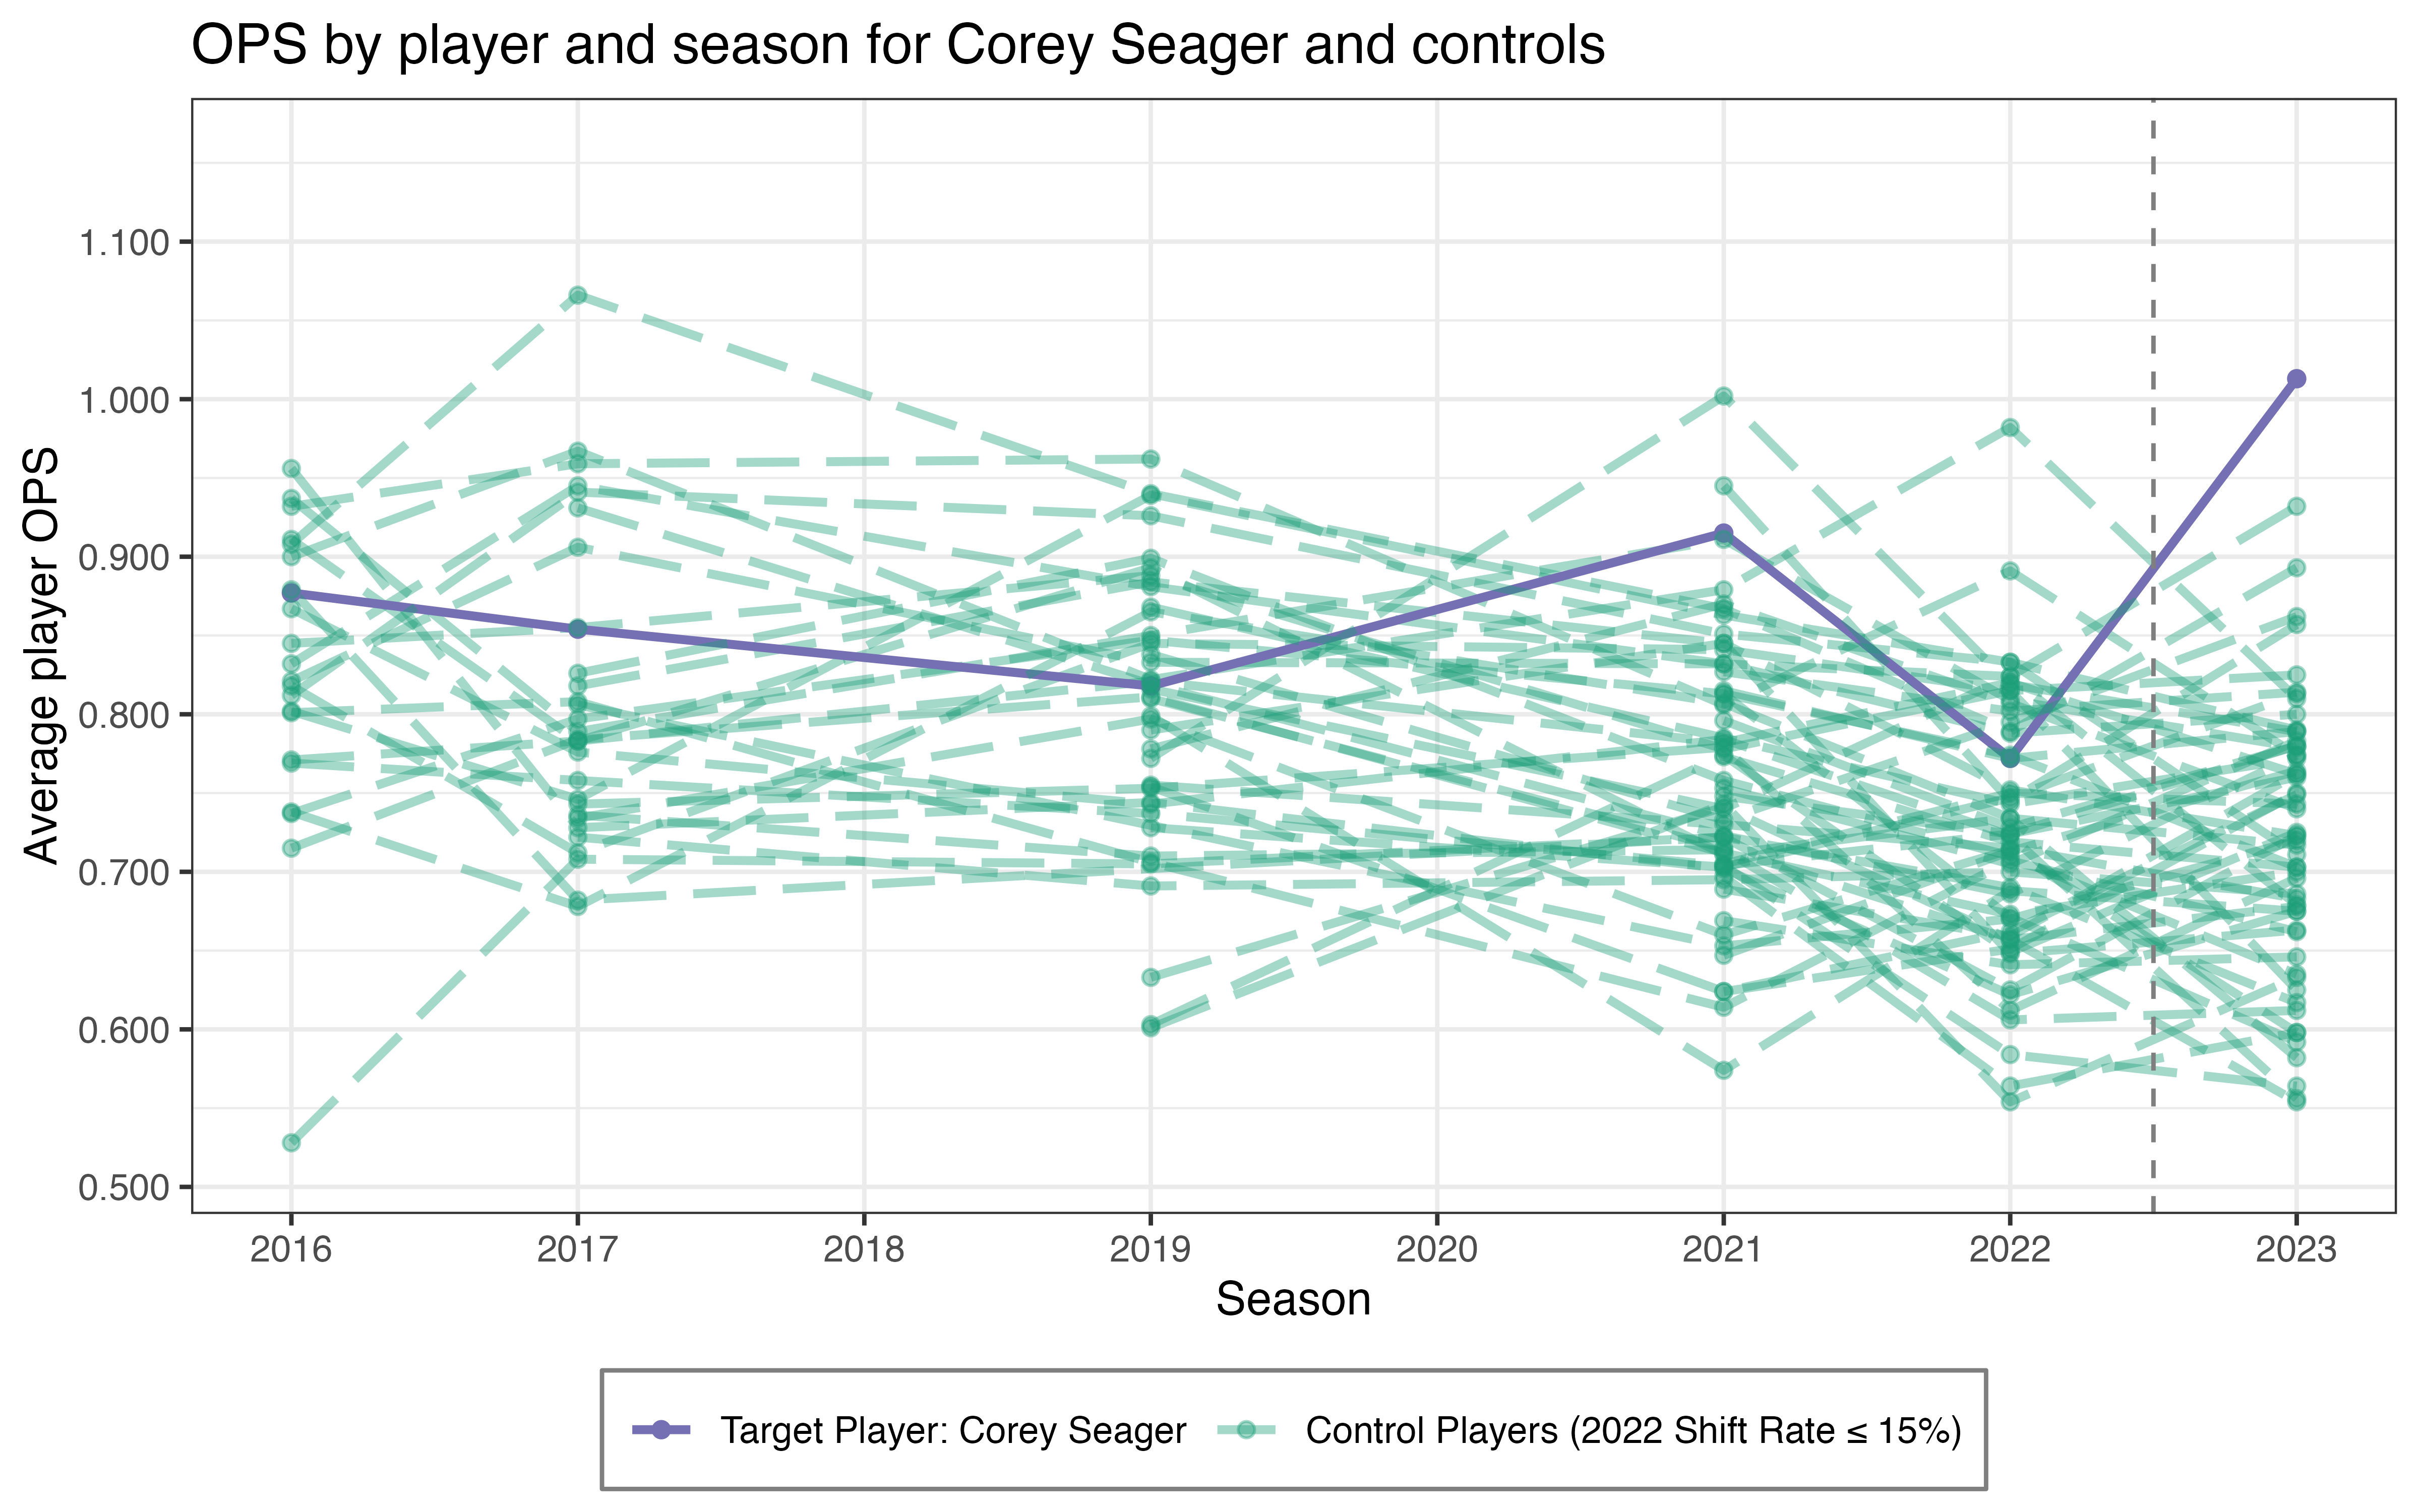 OPS by player and season for Corey Seager and controls
Average player OPS
1.100
1.000
0.900
0.800
0.700
0.600
0.500
2016 2017 2018 2019 2020 2021 2022 2023
Season
Target Player: Corey Seager Control Players (2022 Shift Rate ≤ 15%)